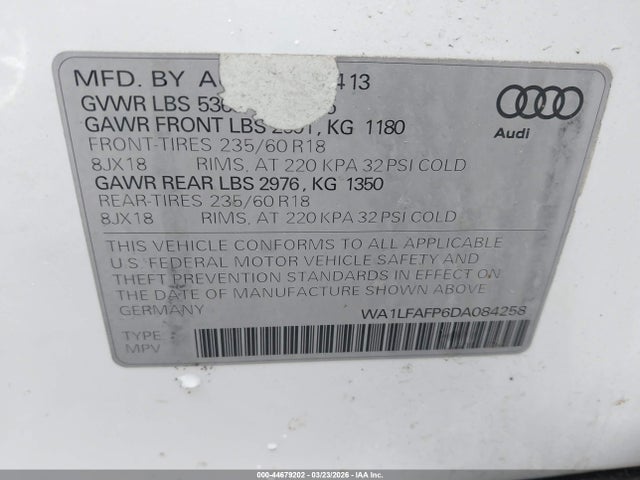 MFD. BY
GVWR LBS
GAWR FRONT LBS 2601, KG 1180
FRONT-TIRES 235/60 R18
8JX18 RIMS, AT 220 KPA 32 PSI COLD
GAWR REAR LBS 2976, KG 1350
REAR-TIRES 235/60 R18
8JX18 RIMS, AT 220 KPA 32 PSI COLD
THIS VEHICLE CONFORMS TO ALL APPLICABLE
U.S. FEDERAL MOTOR VEHICLE SAFETY AND
THEFT PREVENTION STANDARDS IN EFFECT ON
THE DATE OF MANUFACTURE SHOWN ABOVE
GERMANY
WA1LFAFP6DA084258
TYPE:
MPV
Audi
000-44679202 - 03/23/2026 - IAA Inc.